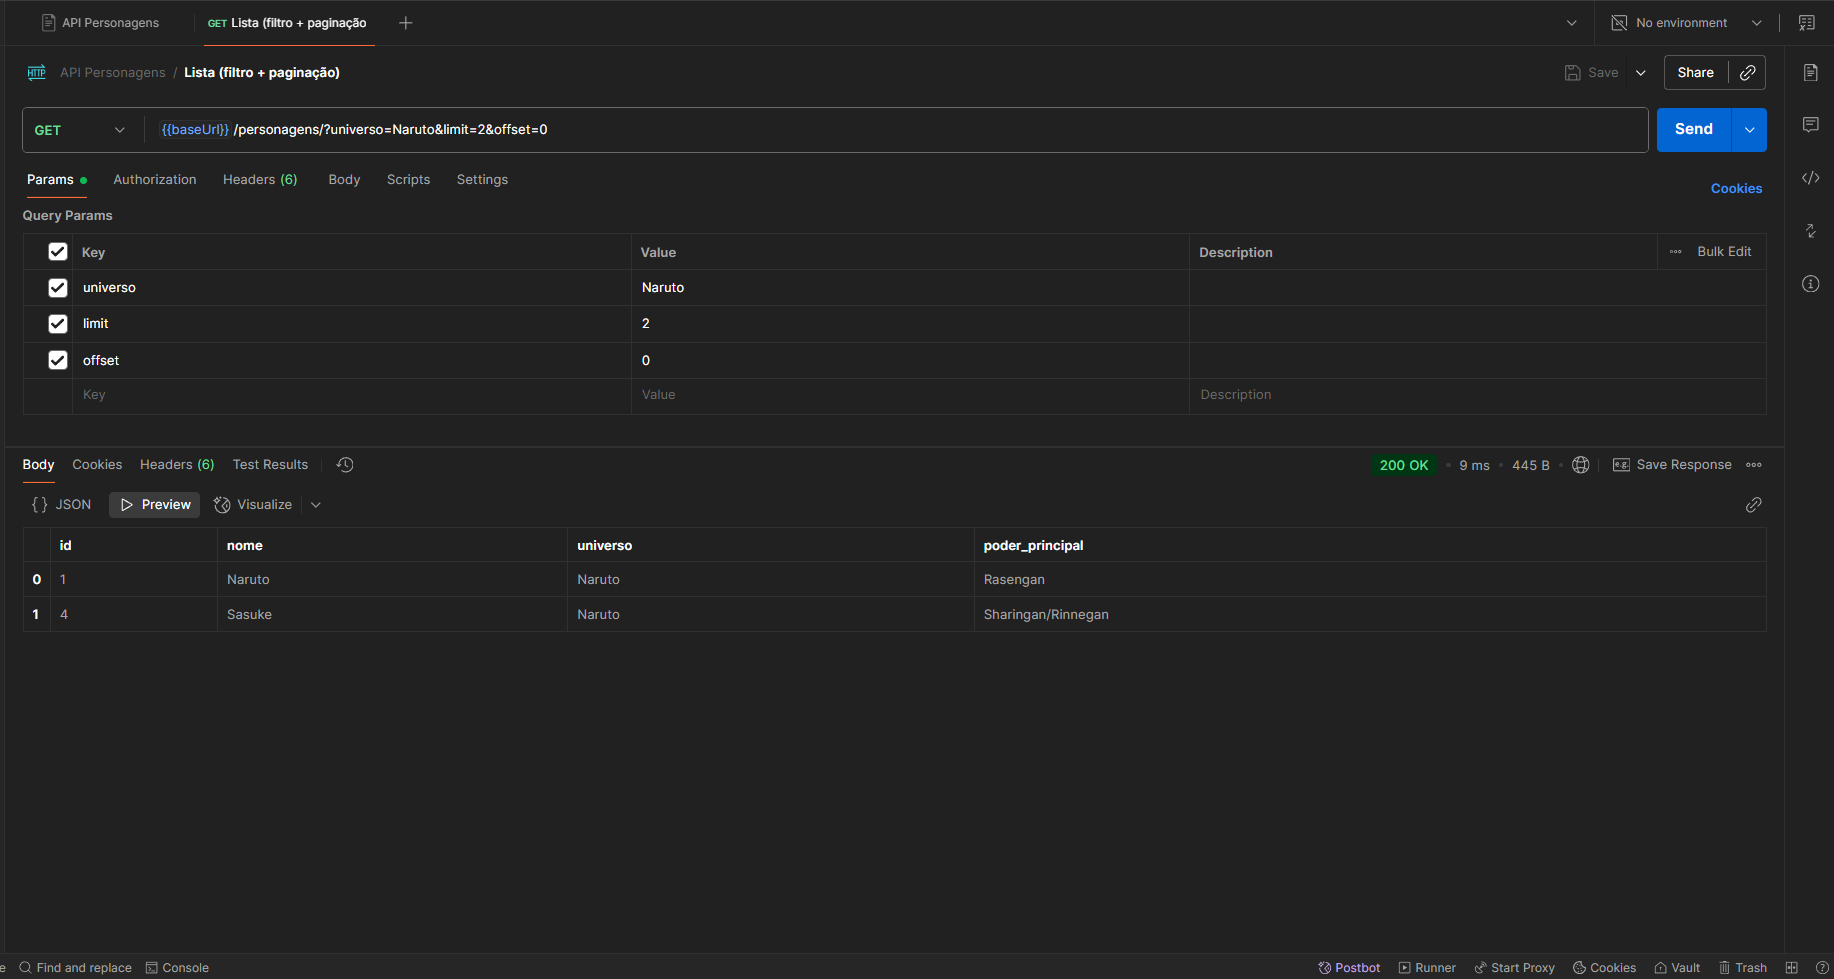 API Personagens
GET Lista (filtro + paginação
No environment
HTTP API Personagens / Lista (filtro + paginação)
Save
Share
GET
{{baseUrl}} /personagens/?universo=Naruto&limit=2&offset=0
Send
Params Authorization Headers (6) Body Scripts Settings
Cookies
Query Params
Key Value Description ••• Bulk Edit
universo Naruto
limit 2
offset 0
Key Value Description
Body Cookies Headers (6) Test Results
200 OK • 9 ms • 445 B • e.g. Save Response •••
{} JSON Preview Visualize
id nome universo poder_principal
0 1 Naruto Naruto Rasengan
1 4 Sasuke Naruto Sharingan/Rinnegan
e Find and replace Console
Postbot Runner Start Proxy Cookies Vault Trash